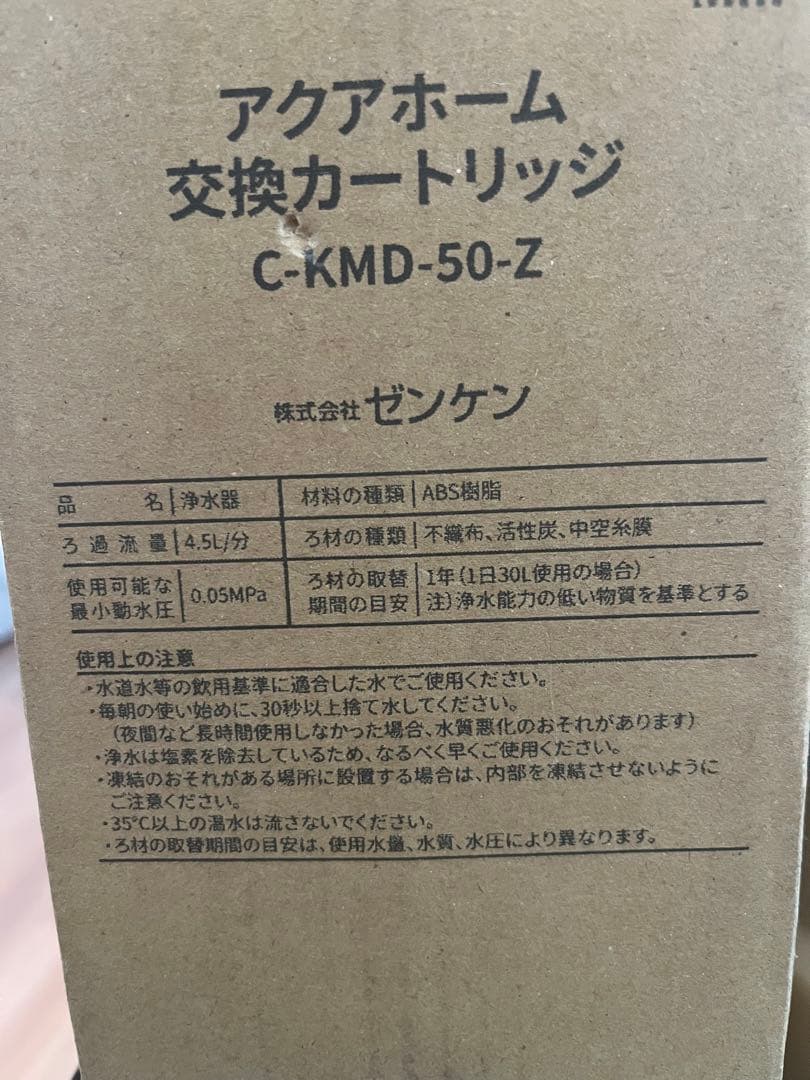 アクアホーム
交換カートリッジ
C-KMD-50-Z
株式会社ゼンケン
品名 浄水器 材料の種類 ABS樹脂
ろ過流量 4.5L/分 ろ材の種類 不織布、活性炭、中空糸膜
使用可能な ろ材の取替 1年(1日30L使用の場合)
最小動水圧 0.05MPa 期間の目安 注)浄水能力の低い物質を基準とする
使用上の注意
・水道水等の飲用基準に適合した水でご使用ください。
・毎朝の使い始めに、30秒以上捨て水してください。
(夜間など長時間使用しなかった場合、水質悪化のおそれがあります)
・浄水は塩素を除去しているため、なるべく早くご使用ください。
・凍結のおそれがある場所に設置する場合は、内部を凍結させないように
ご注意ください。
・35℃以上の湯水は流さないでください。
・ろ材の取替期間の目安は、使用水量、水質、水圧により異なります。